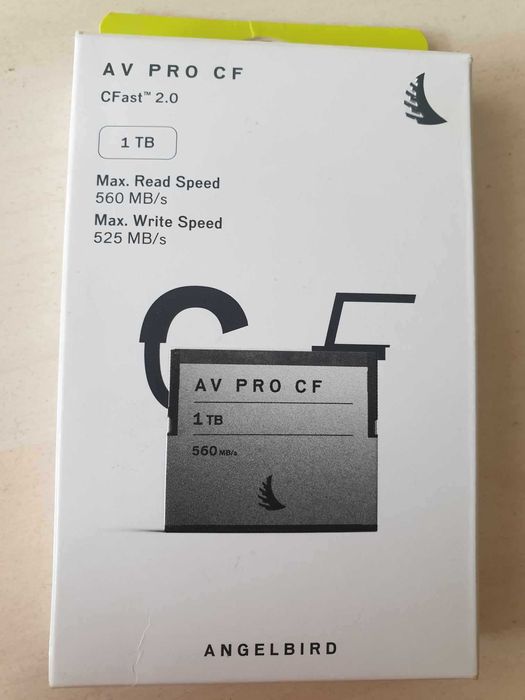 AV PRO CF
CFast™ 2.0
1 TB
Max. Read Speed
560 MB/s
Max. Write Speed
525 MB/s
CF
AV PRO CF
1 TB
560 MB/s
ANGELBIRD